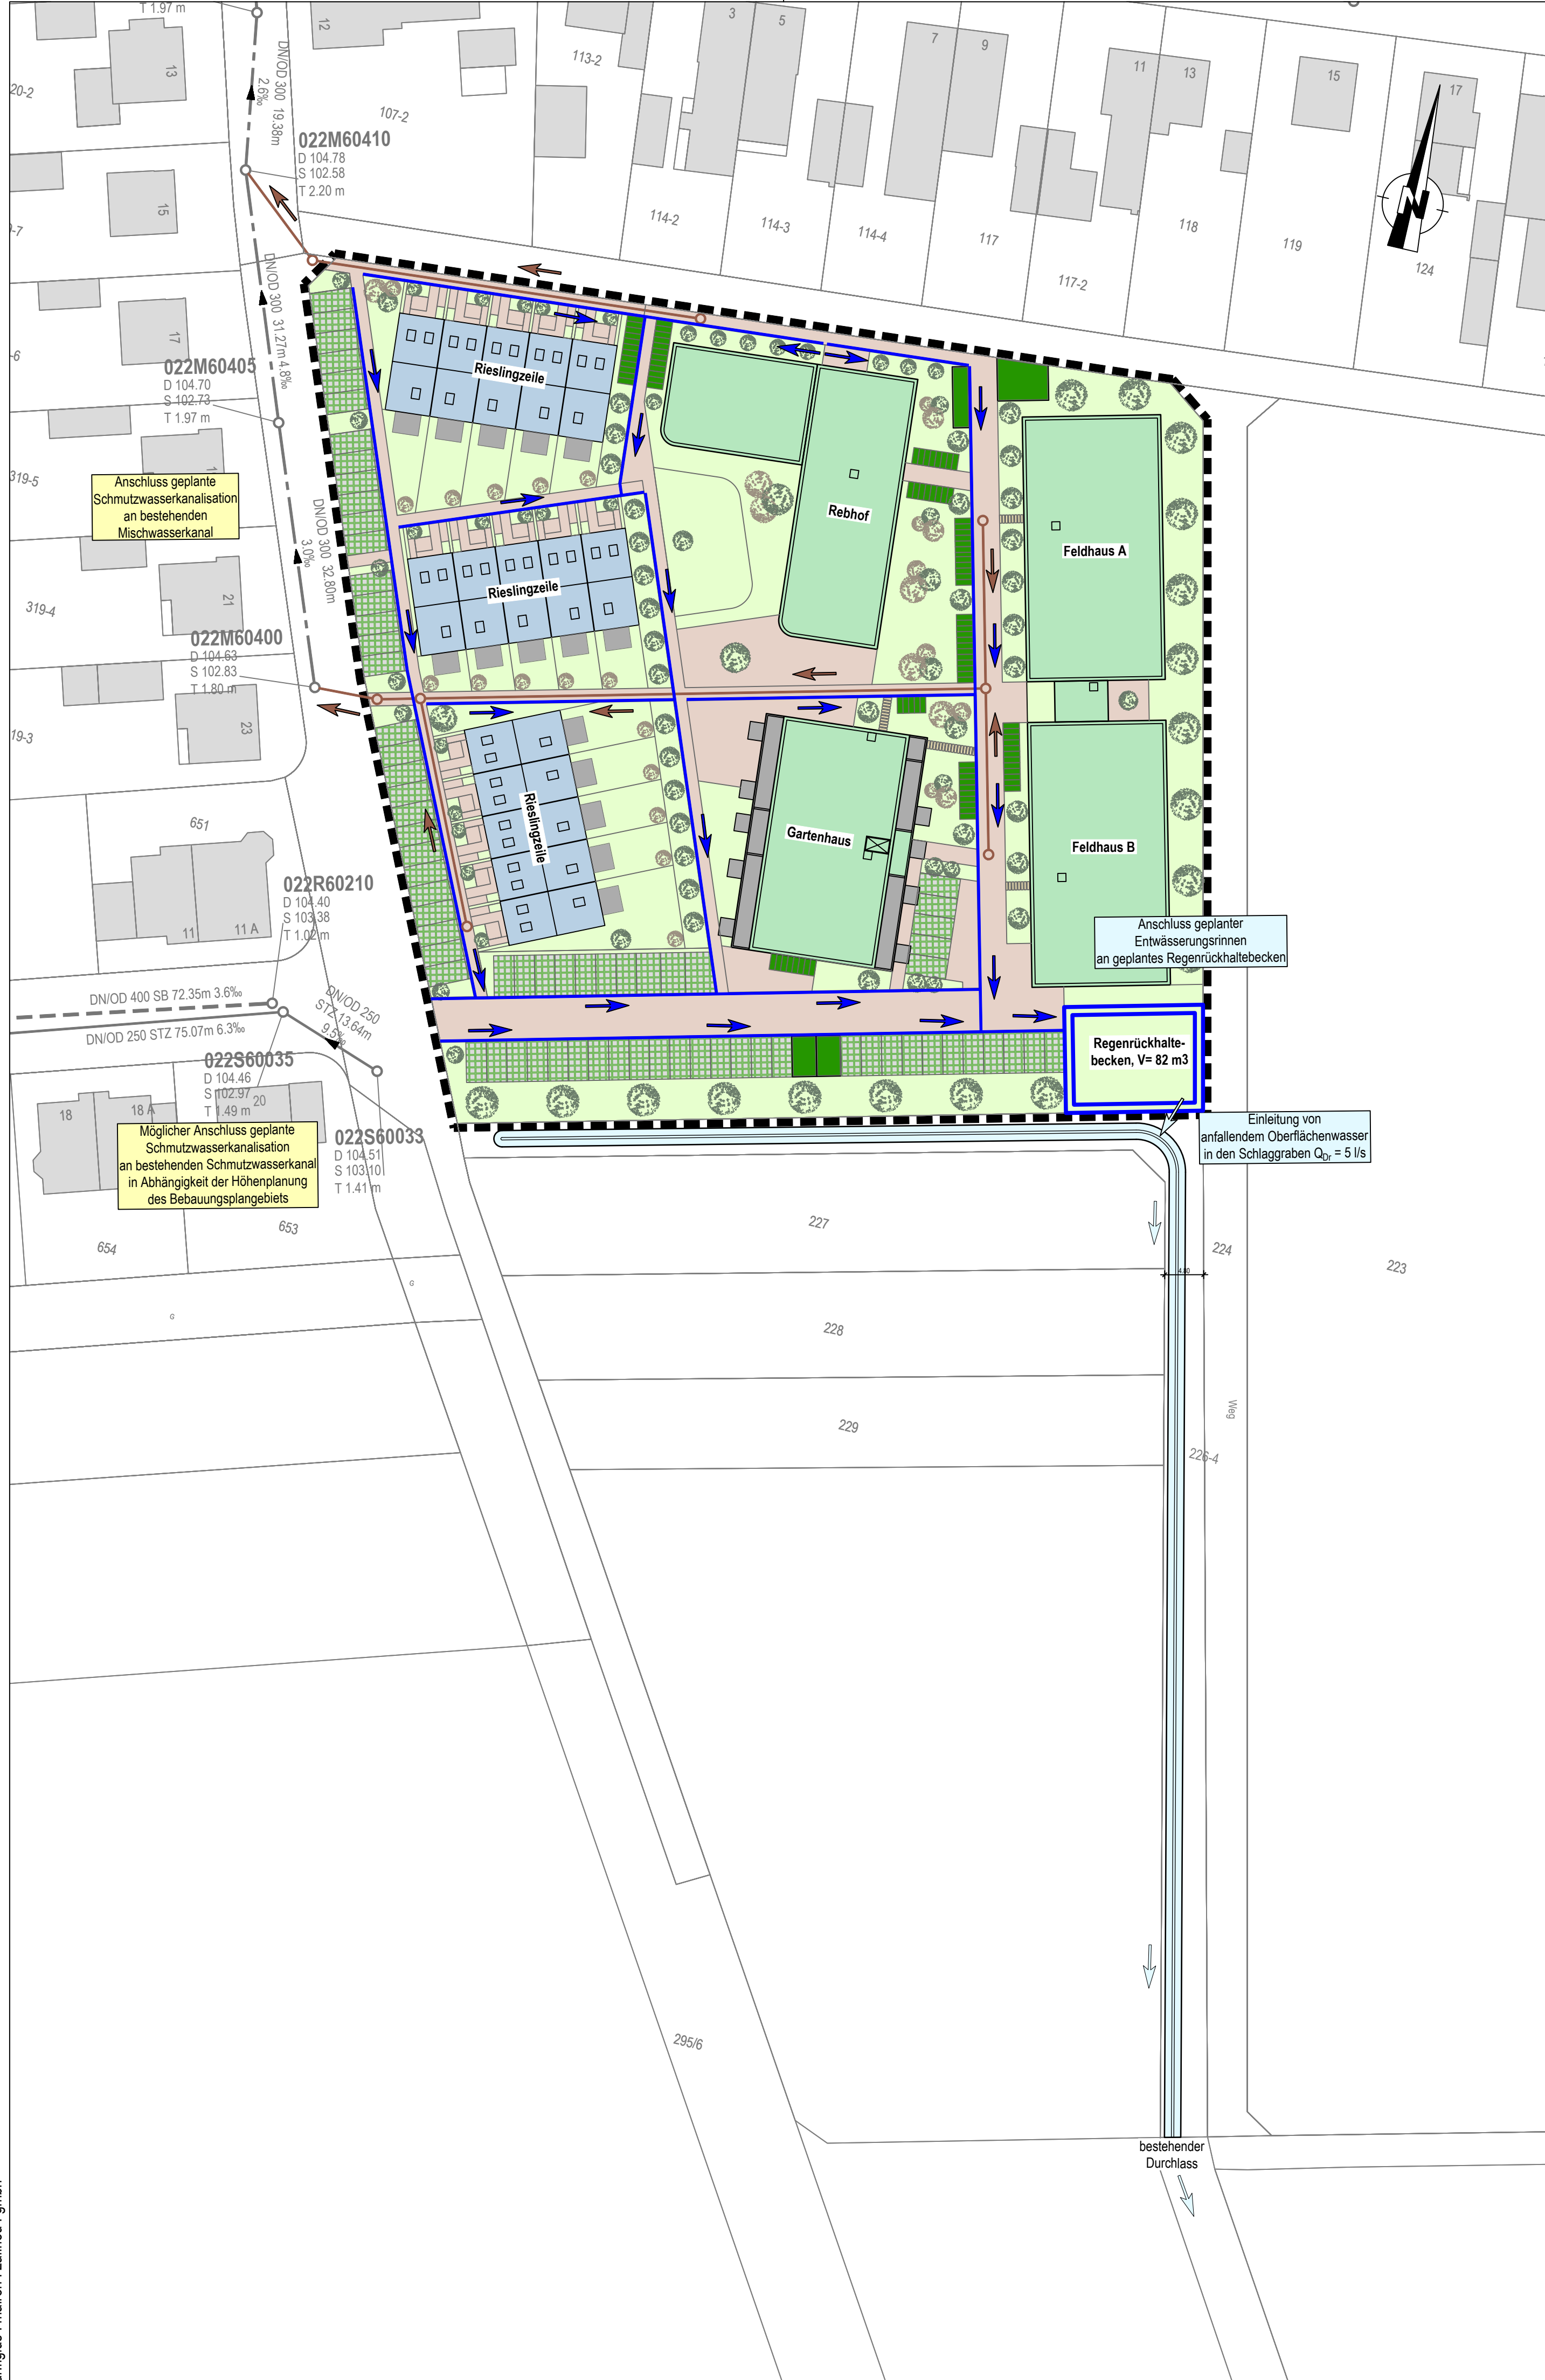 T 1.97 m
12
3
5
7
9
11
13
15
17
13
20-2
113-2
107-2
DN/OD 300 19.38m
2.6‰
022M60410
D 104.78
S 102.58
T 2.20 m
15
114-2
114-3
114-4
117
117-2
118
119
124
N
DN/OD 300 31.27m 4.8‰
17
022M60405
D 104.70
S 102.73
T 1.97 m
Rieslingzeile
319-5
Anschluss geplante
Schmutzwasserkanalisation
an bestehenden
Mischwasserkanal
DN/OD 300 32.80m
3.0‰
Rebhof
Feldhaus A
Rieslingzeile
319-4
21
022M60400
D 104.63
S 102.83
T 1.80 m
23
19-3
651
Rieslingzeile
Gartenhaus
Feldhaus B
022R60210
D 104.40
S 103.38
T 1.02 m
11
11 A
Anschluss geplanter
Entwässerungsrinnen
an geplantes Regenrückhaltebecken
DN/OD 400 SB 72.35m 3.6‰
DN/OD 250 STZ 75.07m 6.3‰
DN/OD 250
STZ 13.64m
9.5‰
Regenrückhalte-
becken, V= 82 m3
022S60035
D 104.46
S 102.97
T 1.49 m
18
18 A
20
Möglicher Anschluss geplante
Schmutzwasserkanalisation
an bestehenden Schmutzwasserkanal
in Abhängigkeit der Höhenplanung
des Bebauungsplangebiets
022S60033
D 104.51
S 103.10
T 1.41 m
Einleitung von
anfallendem Oberflächenwasser
in den Schlaggraben QDr = 5 l/s
654
653
227
224
223
4.80
G
G
228
229
Weg
226-4
295/6
bestehender
Durchlass